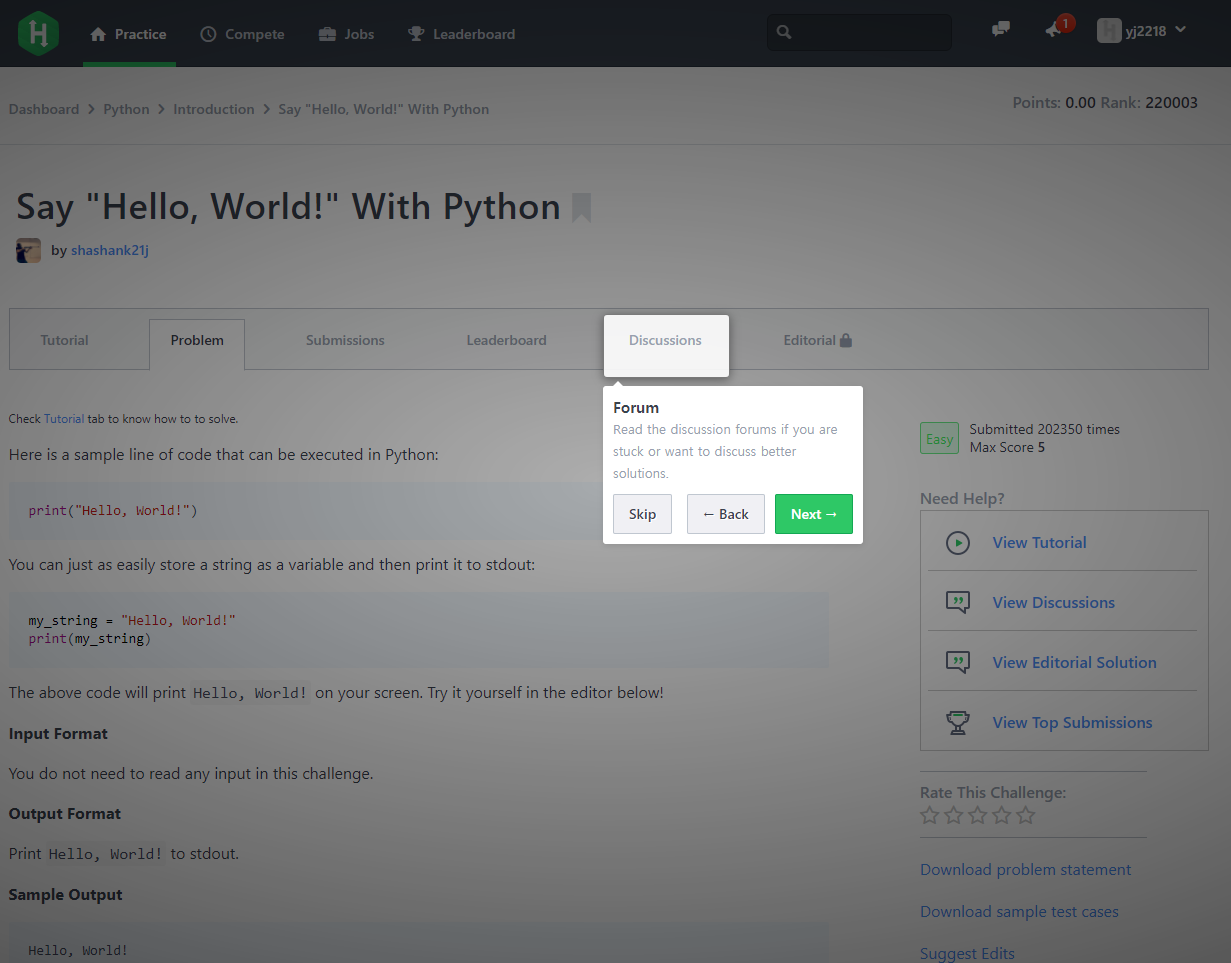 H Practice Compete Jobs Leaderboard 1 H yj2218
Dashboard > Python > Introduction > Say "Hello, World!" With Python
Points: 0.00 Rank: 220003
Say "Hello, World!" With Python
by shashank21j
Tutorial Problem Submissions Leaderboard Discussions Editorial
Check Tutorial tab to know how to to solve.
Here is a sample line of code that can be executed in Python:
print("Hello, World!")
You can just as easily store a string as a variable and then print it to stdout:
my_string = "Hello, World!"
print(my_string)
The above code will print Hello, World! on your screen. Try it yourself in the editor below!
Input Format
You do not need to read any input in this challenge.
Output Format
Print Hello, World! to stdout.
Sample Output
Hello, World!
Forum
Read the discussion forums if you are
stuck or want to discuss better
solutions.
Skip ← Back Next →
Easy
Submitted 202350 times
Max Score 5
Need Help?
View Tutorial
View Discussions
View Editorial Solution
View Top Submissions
Rate This Challenge:
Download problem statement
Download sample test cases
Suggest Edits